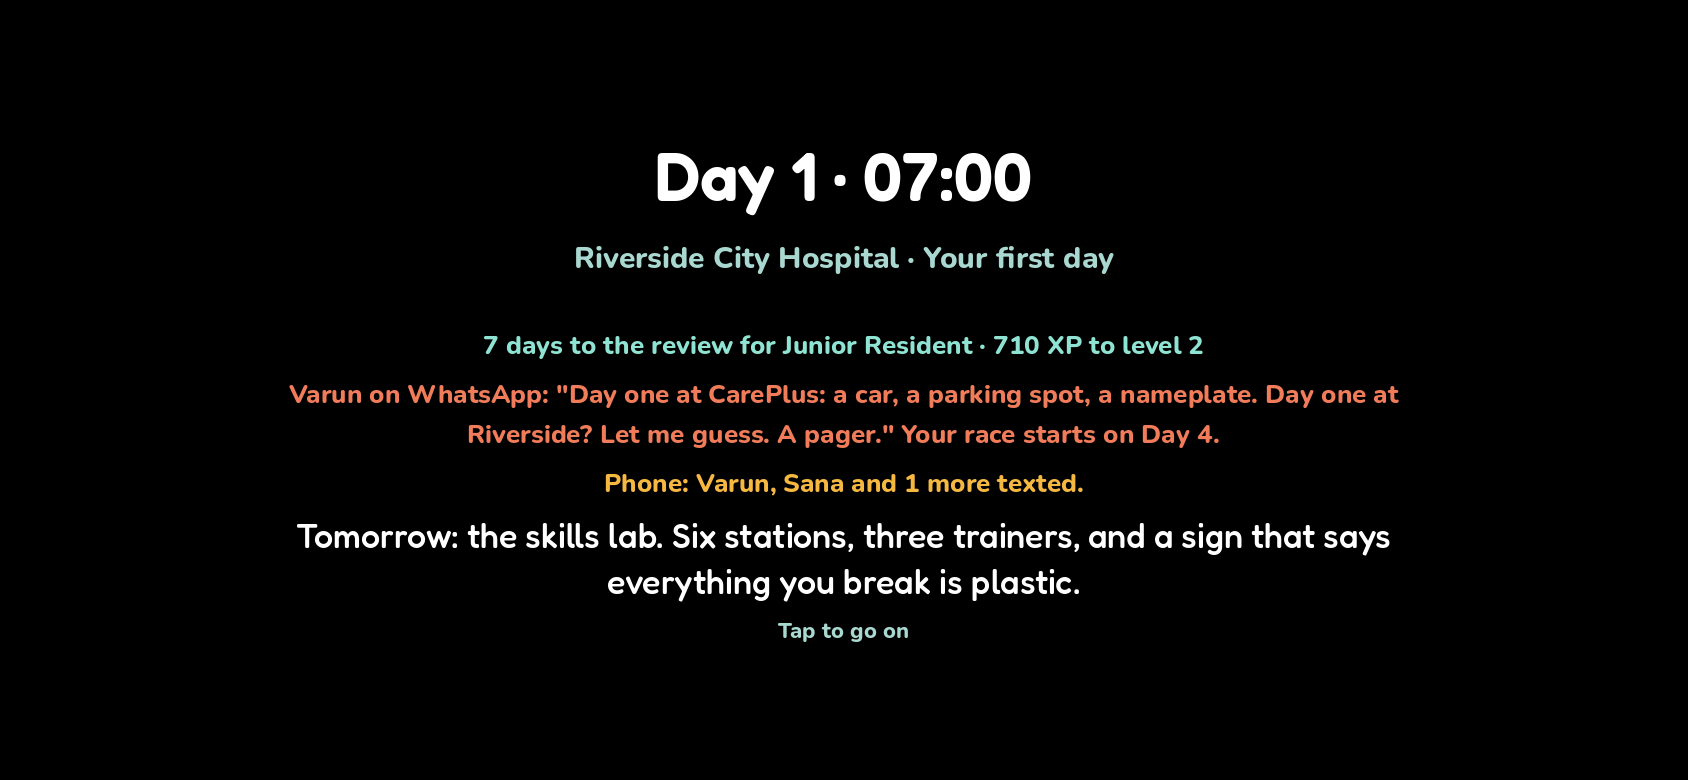 Day 1 · 07:00
Riverside City Hospital · Your first day
7 days to the review for Junior Resident · 710 XP to level 2
Varun on WhatsApp: "Day one at CarePlus: a car, a parking spot, a nameplate. Day one at
Riverside? Let me guess. A pager." Your race starts on Day 4.
Phone: Varun, Sana and 1 more texted.
Tomorrow: the skills lab. Six stations, three trainers, and a sign that says
everything you break is plastic.
Tap to go on